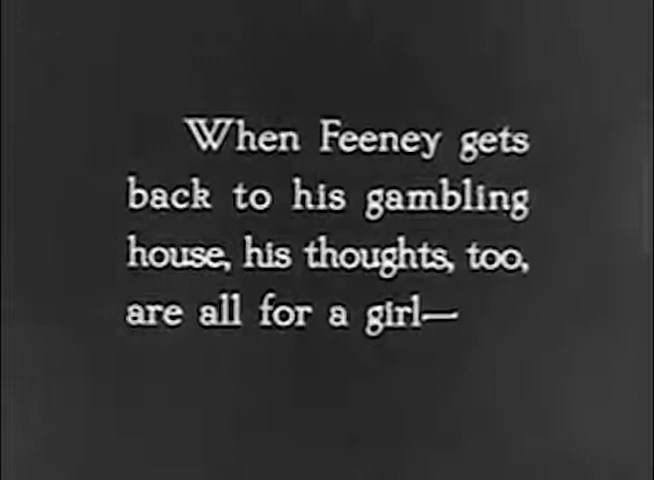 When Feeney gets
back to his gambling
house, his thoughts, too,
are all for a girl—